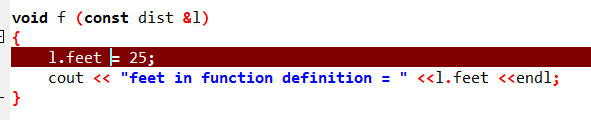 void f (const dist &l)
{
l.feet = 25;
cout << "feet in function definition = " <<l.feet <<endl;
}